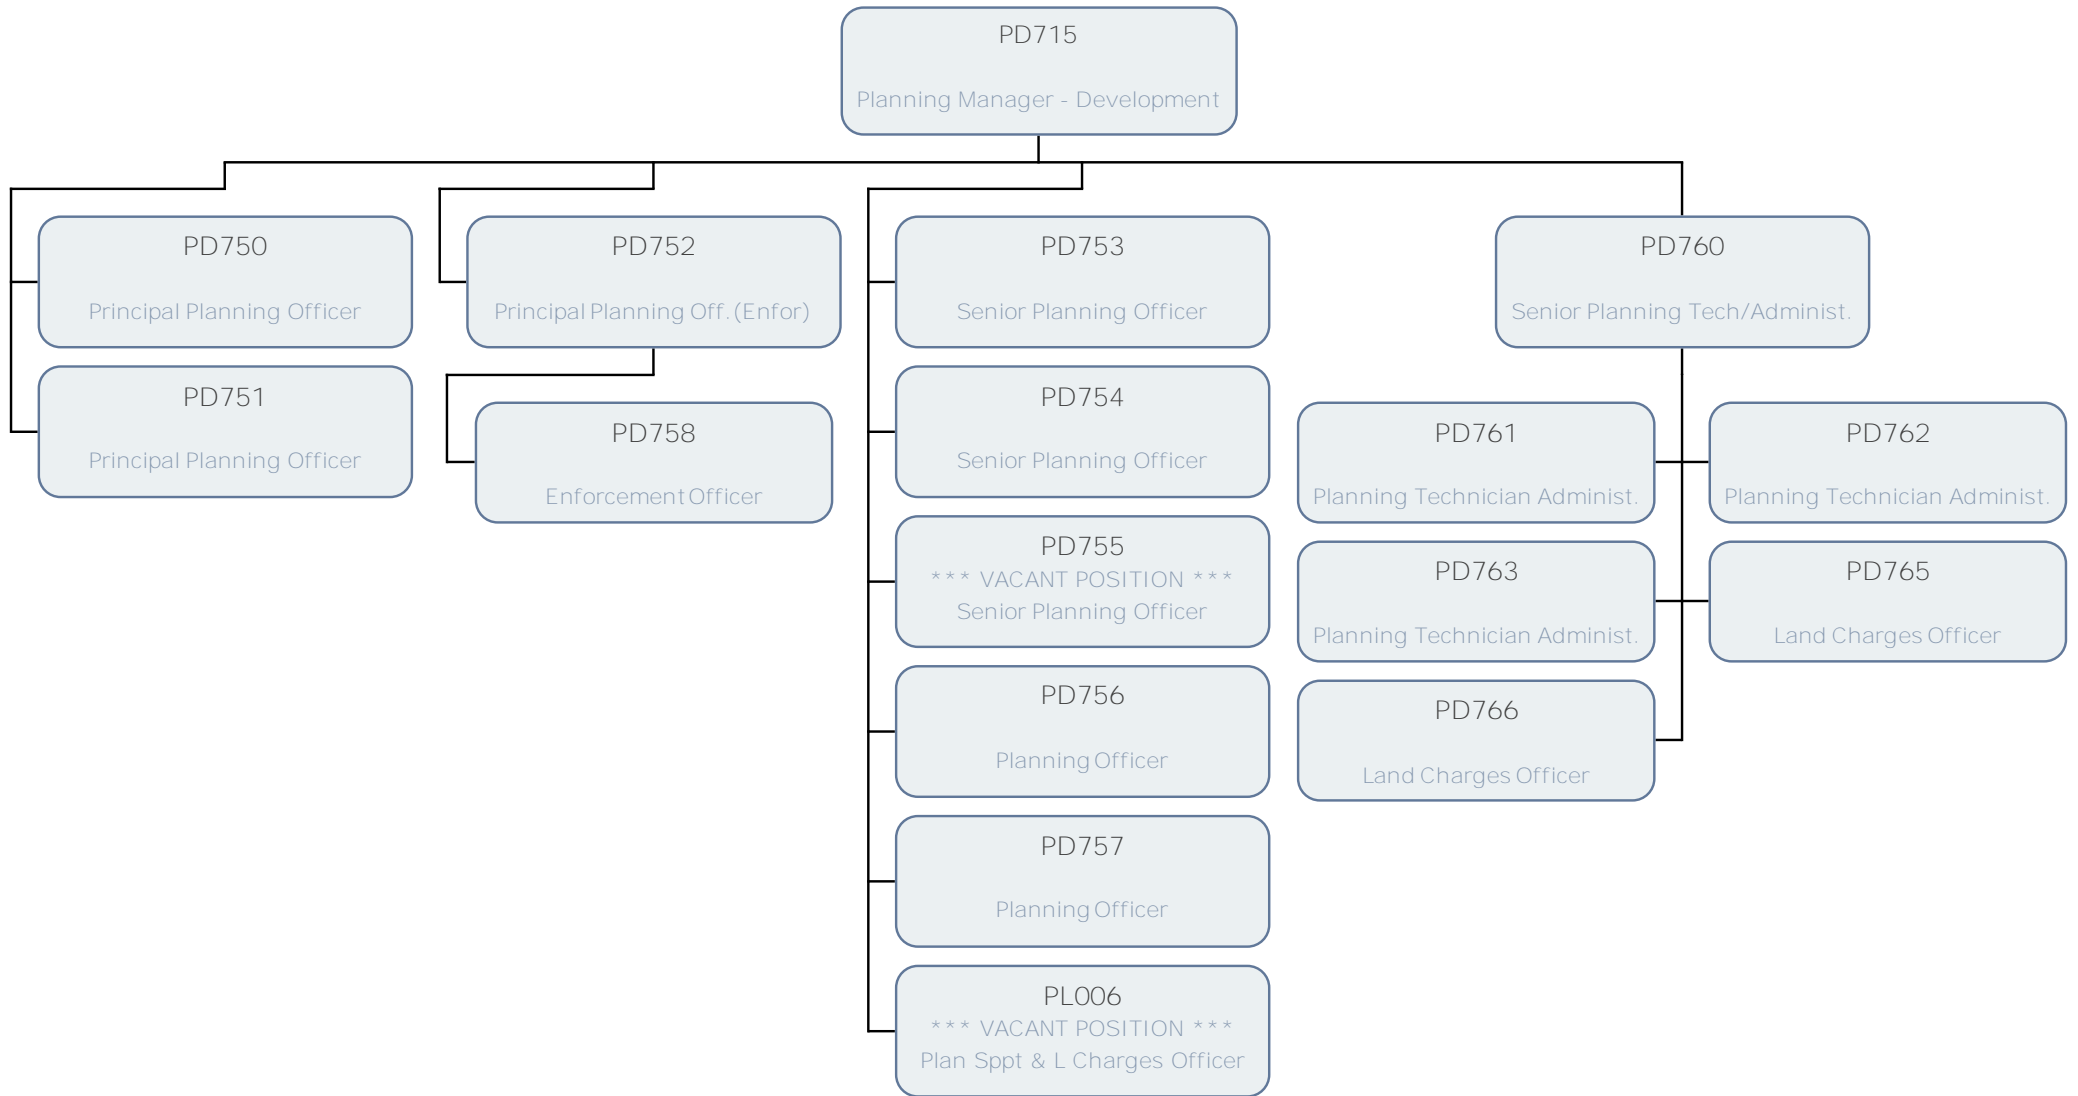 PD715
Planning Manager - Development
PD750
Principal Planning Officer
PD751
Principal Planning Officer
PD752
Principal Planning Off. (Enfor)
PD758
Enforcement Officer
PD753
Senior Planning Officer
PD754
Senior Planning Officer
PD755
*** VACANT POSITION ***
Senior Planning Officer
PD756
Planning Officer
PD757
Planning Officer
PL006
*** VACANT POSITION ***
Plan Sppt & L Charges Officer
PD760
Senior Planning Tech/Administ.
PD761
Planning Technician Administ.
PD762
Planning Technician Administ.
PD763
Planning Technician Administ.
PD765
Land Charges Officer
PD766
Land Charges Officer